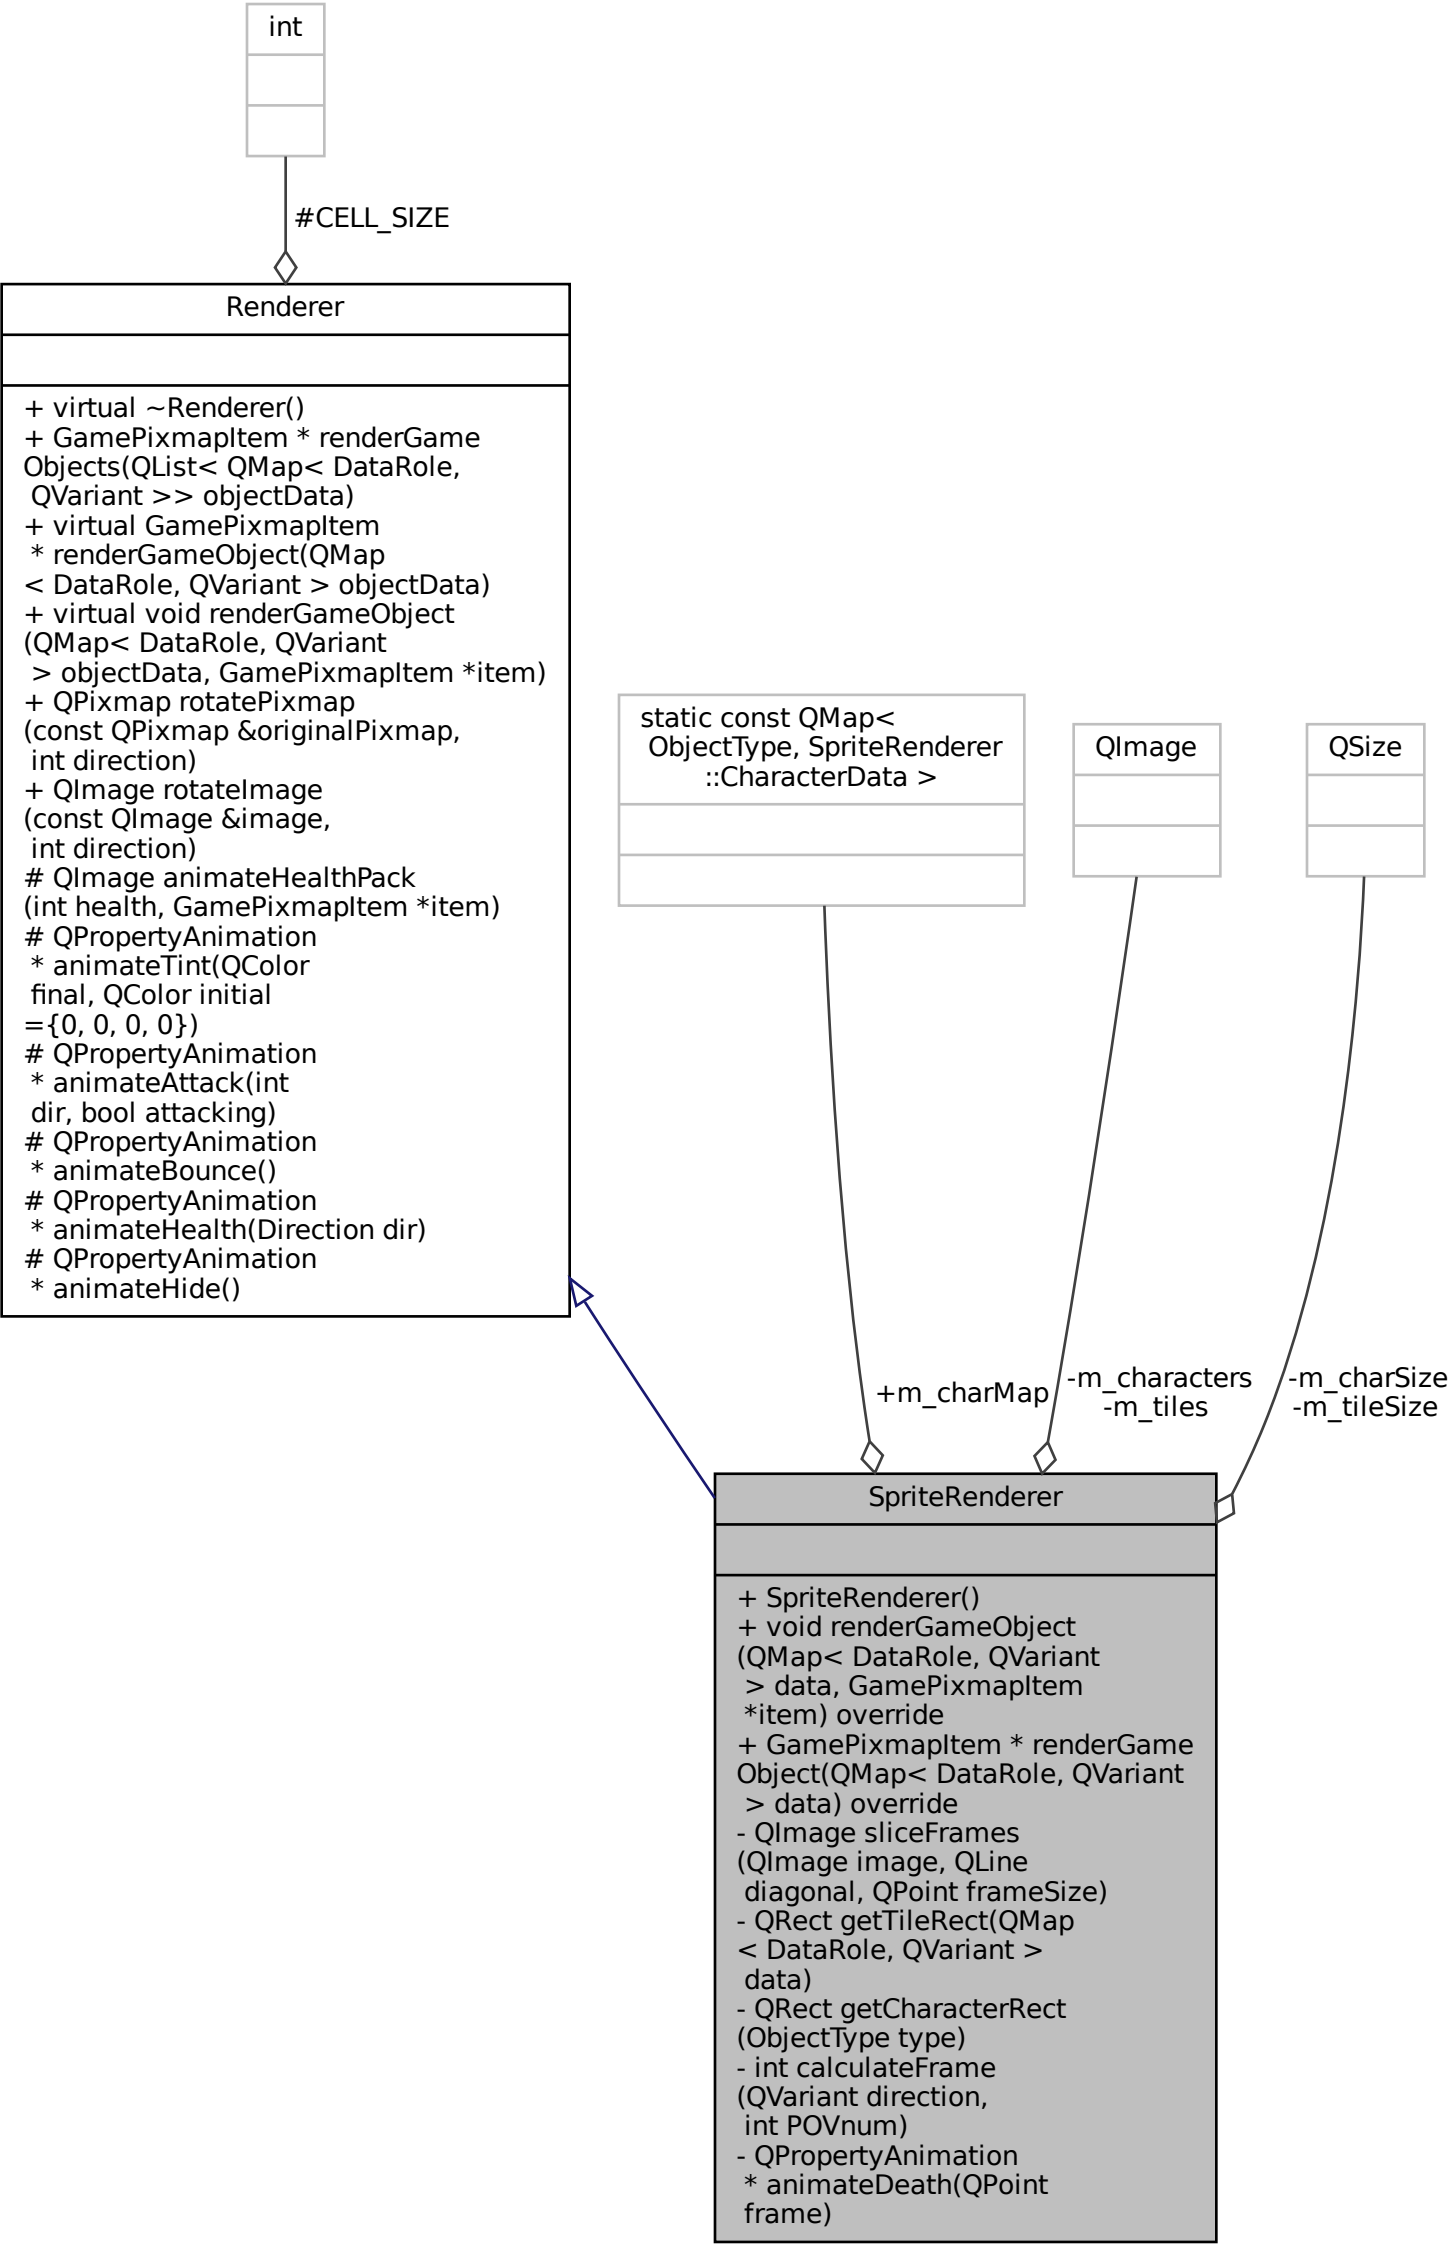 int
#CELL_SIZE
Renderer
+ virtual ~Renderer()
+ GamePixmapItem * renderGame
Objects(QList< QMap< DataRole,
QVariant >> objectData)
+ virtual GamePixmapItem
* renderGameObject(QMap
< DataRole, QVariant > objectData)
+ virtual void renderGameObject
(QMap< DataRole, QVariant
> objectData, GamePixmapItem *item)
+ QPixmap rotatePixmap
(const QPixmap &originalPixmap,
int direction)
+ QImage rotateImage
(const QImage &image,
int direction)
# QImage animateHealthPack
(int health, GamePixmapItem *item)
# QPropertyAnimation
* animateTint(QColor
final, QColor initial
={0, 0, 0, 0})
# QPropertyAnimation
* animateAttack(int
dir, bool attacking)
# QPropertyAnimation
* animateBounce()
# QPropertyAnimation
* animateHealth(Direction dir)
# QPropertyAnimation
* animateHide()
static const QMap<
ObjectType, SpriteRenderer
::CharacterData >
QImage
QSize
+m_charMap
-m_characters
-m_tiles
-m_charSize
-m_tileSize
SpriteRenderer
+ SpriteRenderer()
+ void renderGameObject
(QMap< DataRole, QVariant
> data, GamePixmapItem
*item) override
+ GamePixmapItem * renderGame
Object(QMap< DataRole, QVariant
> data) override
- QImage sliceFrames
(QImage image, QLine
diagonal, QPoint frameSize)
- QRect getTileRect(QMap
< DataRole, QVariant >
data)
- QRect getCharacterRect
(ObjectType type)
- int calculateFrame
(QVariant direction,
int POVnum)
- QPropertyAnimation
* animateDeath(QPoint
frame)